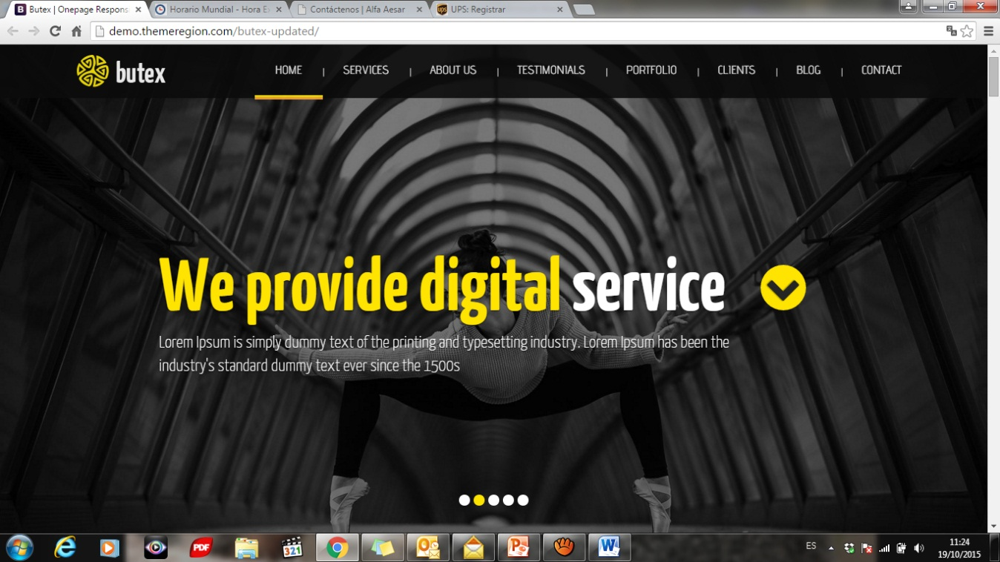 Butex | Onepage Respons
Horario Mundial - Hora E
Contáctenos | Alfa Aesar
UPS: Registrar
demo.themeregion.com/butex-updated/
butex
HOME | SERVICES | ABOUT US | TESTIMONIALS | PORTFOLIO | CLIENTS | BLOG | CONTACT
We provide digital service
Lorem Ipsum is simply dummy text of the printing and typesetting industry. Lorem Ipsum has been the
industry's standard dummy text ever since the 1500s
PDF
321
ES
11:24
19/10/2015